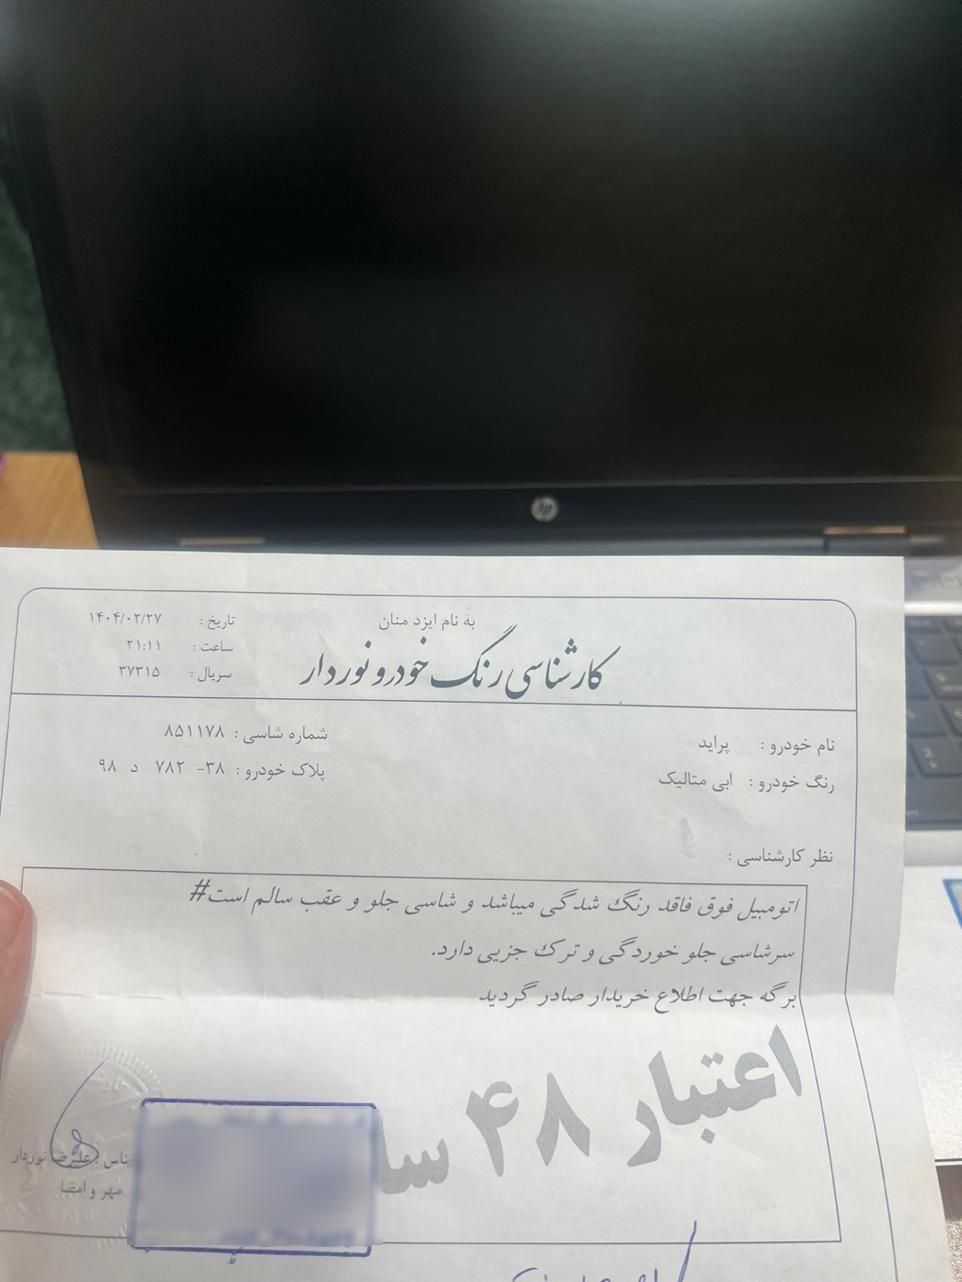 hp
به نام ایزد منان
کارشناسی رنگ خودرو نوردار
تاریخ : ۱۴۰۴/۰۲/۲۷
ساعت : ۲۱:۱۱
سریال : ۳۷۳۱۵
نام خودرو : پراید
شماره شاسی : ۸۵۱۱۷۸
رنگ خودرو : ابی متالیک
پلاک خودرو : ۳۸- ۷۸۲ د ۹۸
نظر کارشناسی :
اتومبیل فوق فاقد رنگ شدگی میباشد و شاسی جلو و عقب سالم است#
سرشاسی جلو خوردگی و ترک جزیی دارد.
برگه جهت اطلاع خریدار صادر گردید
اعتبار ۴۸ سا
علیرضا نوردار
مهر و امضا